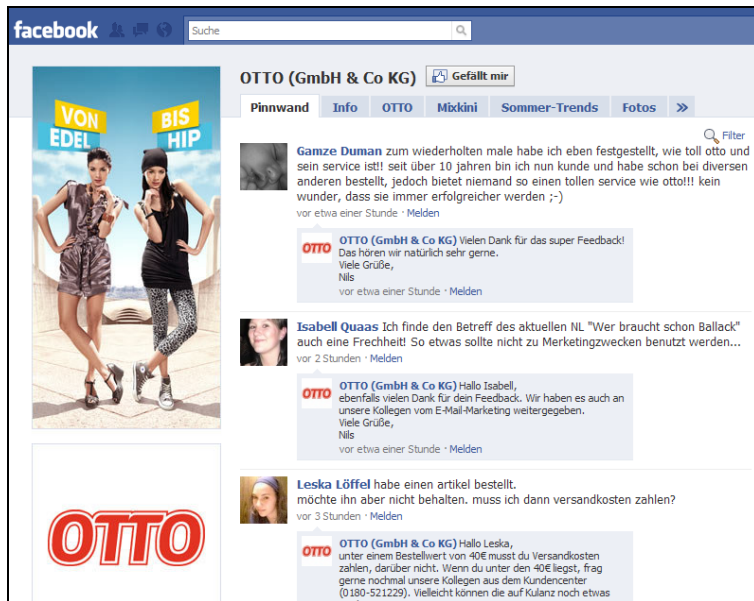 facebook
Suche
OTTO (GmbH & Co KG) Gefällt mir
Pinnwand Info OTTO Mixkini Sommer-Trends Fotos »
VON EDEL
BIS HIP
Filter
Gamze Duman zum wiederholten male habe ich eben festgestellt, wie toll otto und
sein service ist!! seit über 10 jahren bin ich nun kunde und habe schon bei diversen
anderen bestellt, jedoch bietet niemand so einen tollen service wie otto!!! kein
wunder, dass sie immer erfolgreicher werden ;-)
vor etwa einer Stunde · Melden
OTTO
OTTO (GmbH & Co KG) Vielen Dank für das super Feedback!
Das hören wir natürlich sehr gerne.
Viele Grüße,
Nils
vor etwa einer Stunde · Melden
Isabell Quaas Ich finde den Betreff des aktuellen NL "Wer braucht schon Ballack"
auch eine Frechheit! So etwas sollte nicht zu Merketingzwecken benutzt werden...
vor 2 Stunden · Melden
OTTO
OTTO (GmbH & Co KG) Hallo Isabell,
ebenfalls vielen Dank für dein Feedback. Wir haben es auch an
unsere Kollegen vom E-Mail-Marketing weitergegeben.
Viele Grüße,
Nils
vor etwa einer Stunde · Melden
Leska Löffel habe einen artikel bestellt.
möchte ihn aber nicht behalten. muss ich dann versandkosten zahlen?
vor 3 Stunden · Melden
OTTO
OTTO
OTTO (GmbH & Co KG) Hallo Leska,
unter einem Bestellwert von 40€ musst du Versandkosten
zahlen, darüber nicht. Wenn du unter den 40€ liegst, frag
gerne nochmal unsere Kollegen aus dem Kundencenter
(0180-521229). Vielleicht können die auf Kulanz noch etwas